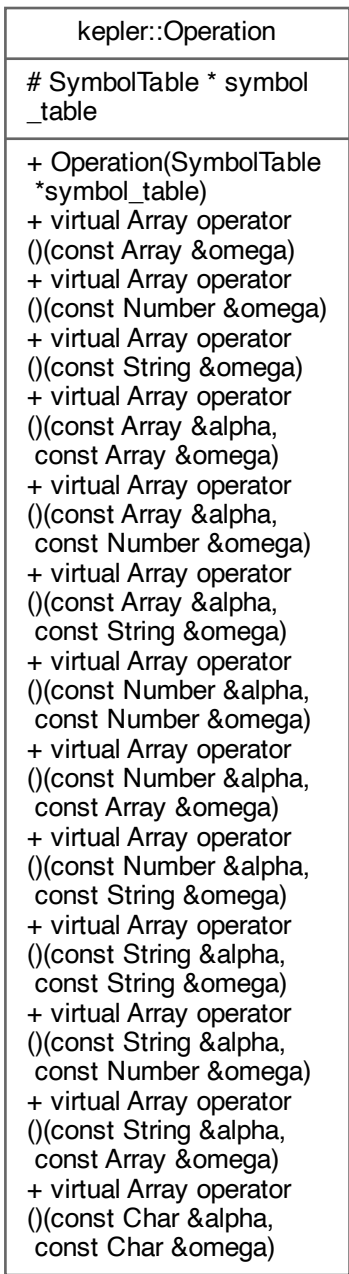 kepler::Operation
# SymbolTable * symbol
_table
+ Operation(SymbolTable
*symbol_table)
+ virtual Array operator
()(const Array &omega)
+ virtual Array operator
()(const Number &omega)
+ virtual Array operator
()(const String &omega)
+ virtual Array operator
()(const Array &alpha,
const Array &omega)
+ virtual Array operator
()(const Array &alpha,
const Number &omega)
+ virtual Array operator
()(const Array &alpha,
const String &omega)
+ virtual Array operator
()(const Number &alpha,
const Number &omega)
+ virtual Array operator
()(const Number &alpha,
const Array &omega)
+ virtual Array operator
()(const Number &alpha,
const String &omega)
+ virtual Array operator
()(const String &alpha,
const String &omega)
+ virtual Array operator
()(const String &alpha,
const Number &omega)
+ virtual Array operator
()(const String &alpha,
const Array &omega)
+ virtual Array operator
()(const Char &alpha,
const Char &omega)